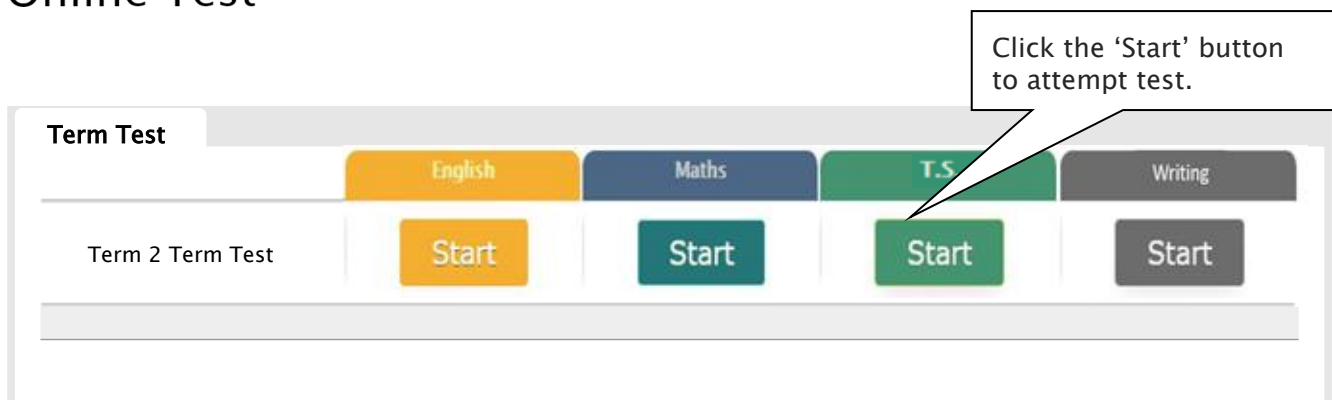 Online Test
Click the ‘Start’ button
to attempt test.
Term Test
English Maths T.S. Writing
Term 2 Term Test Start Start Start Start